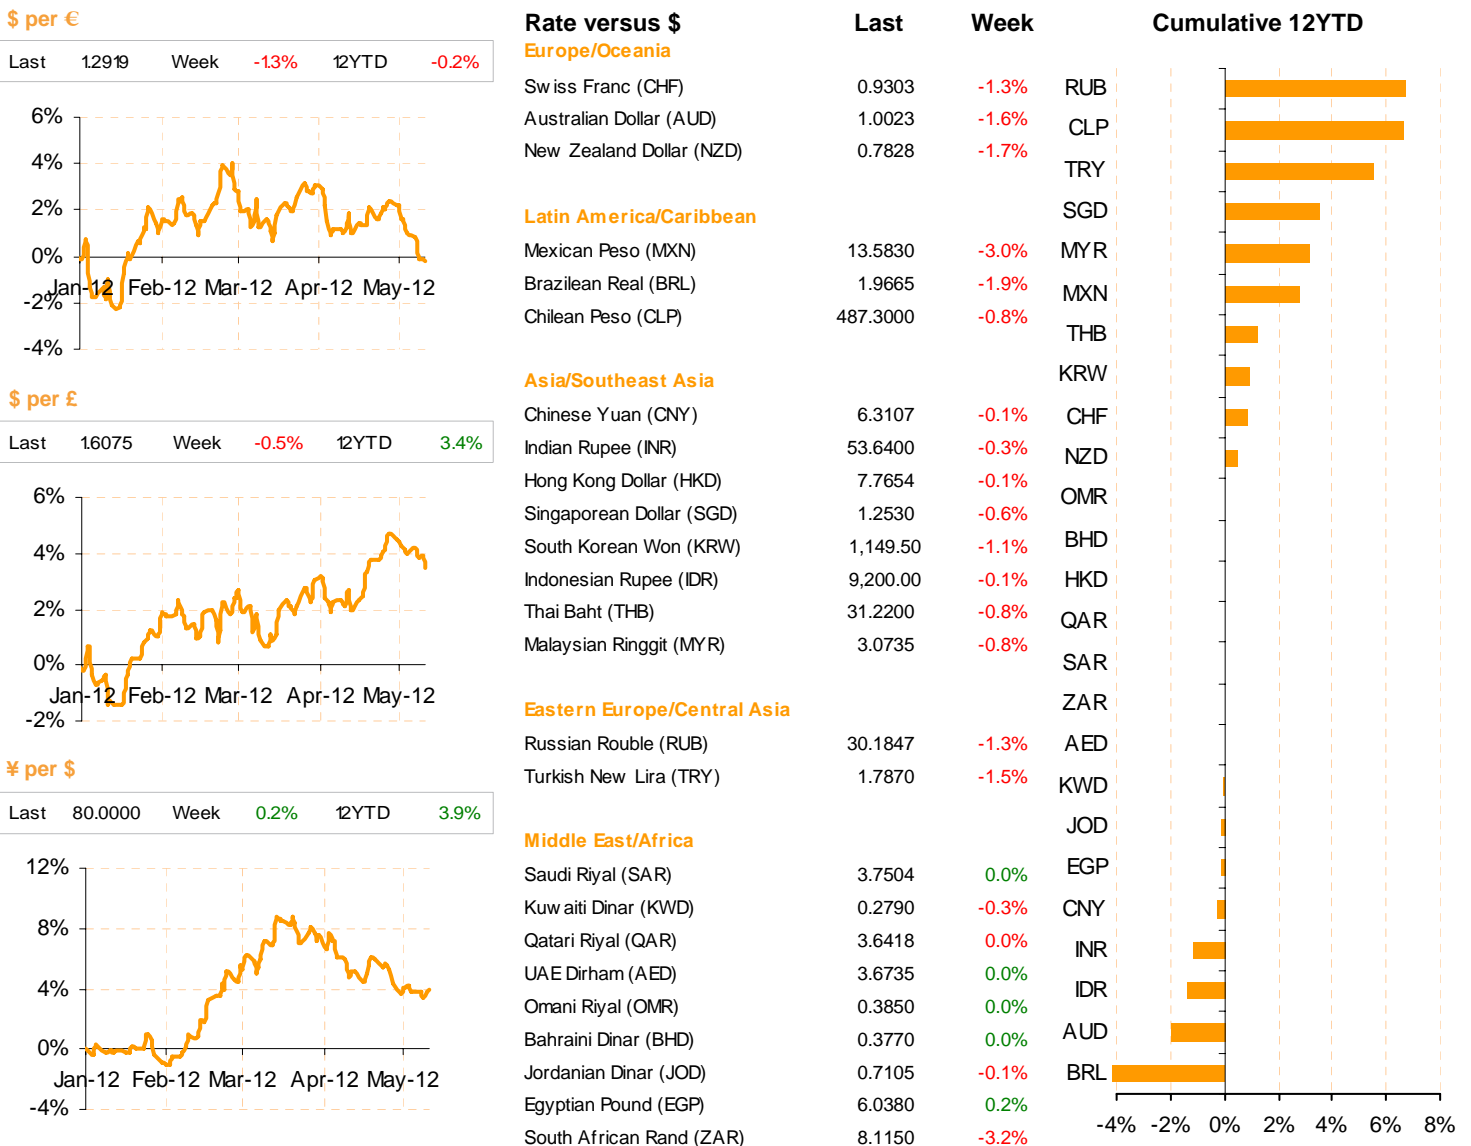 $ per €
Last 1.2919 Week -1.3% 12YTD -0.2%
6%
4%
2%
0%
-2%
-4%
Jan-12 Feb-12 Mar-12 Apr-12 May-12
$ per £
Last 1.6075 Week -0.5% 12YTD 3.4%
6%
4%
2%
0%
-2%
Jan-12 Feb-12 Mar-12 Apr-12 May-12
¥ per $
Last 80.0000 Week 0.2% 12YTD 3.9%
12%
8%
4%
0%
-4%
Jan-12 Feb-12 Mar-12 Apr-12 May-12
Rate versus $ Last Week
Europe/Oceania
Swiss Franc (CHF) 0.9303 -1.3%
Australian Dollar (AUD) 1.0023 -1.6%
New Zealand Dollar (NZD) 0.7828 -1.7%
Latin America/Caribbean
Mexican Peso (MXN) 13.5830 -3.0%
Brazilean Real (BRL) 1.9665 -1.9%
Chilean Peso (CLP) 487.3000 -0.8%
Asia/Southeast Asia
Chinese Yuan (CNY) 6.3107 -0.1%
Indian Rupee (INR) 53.6400 -0.3%
Hong Kong Dollar (HKD) 7.7654 -0.1%
Singaporean Dollar (SGD) 1.2530 -0.6%
South Korean Won (KRW) 1,149.50 -1.1%
Indonesian Rupee (IDR) 9,200.00 -0.1%
Thai Baht (THB) 31.2200 -0.8%
Malaysian Ringgit (MYR) 3.0735 -0.8%
Eastern Europe/Central Asia
Russian Rouble (RUB) 30.1847 -1.3%
Turkish New Lira (TRY) 1.7870 -1.5%
Middle East/Africa
Saudi Riyal (SAR) 3.7504 0.0%
Kuwaiti Dinar (KWD) 0.2790 -0.3%
Qatari Riyal (QAR) 3.6418 0.0%
UAE Dirham (AED) 3.6735 0.0%
Omani Riyal (OMR) 0.3850 0.0%
Bahraini Dinar (BHD) 0.3770 0.0%
Jordanian Dinar (JOD) 0.7105 -0.1%
Egyptian Pound (EGP) 6.0380 0.2%
South African Rand (ZAR) 8.1150 -3.2%
Cumulative 12YTD
RUB
CLP
TRY
SGD
MYR
MXN
THB
KRW
CHF
NZD
OMR
BHD
HKD
QAR
SAR
ZAR
AED
KWD
JOD
EGP
CNY
INR
IDR
AUD
BRL
-4% -2% 0% 2% 4% 6% 8%